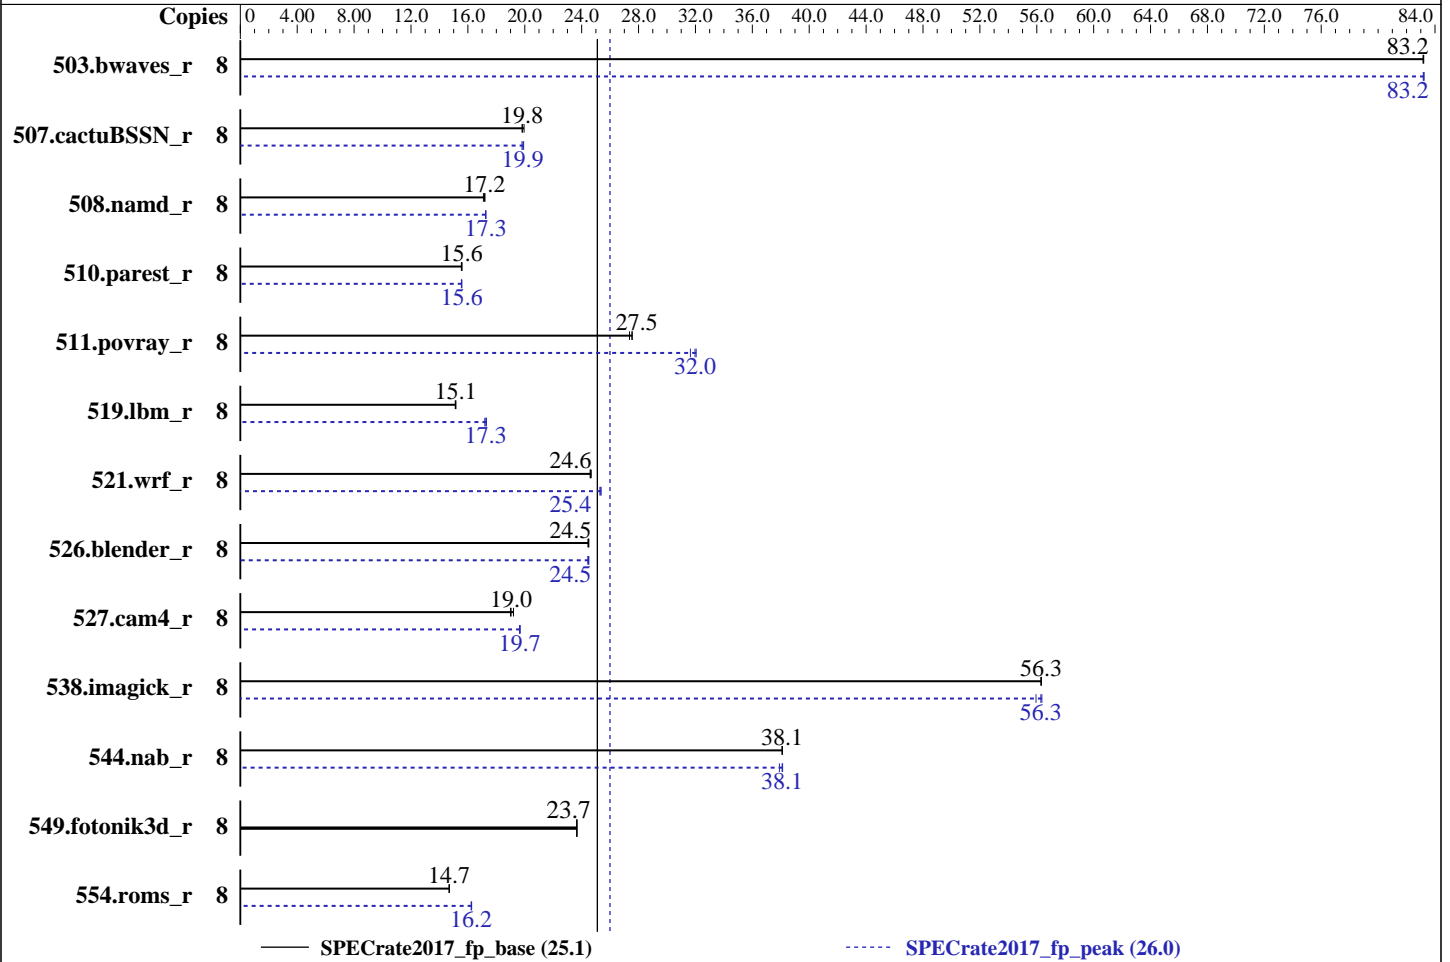 Copies 0 4.00 8.00 12.0 16.0 20.0 24.0 28.0 32.0 36.0 40.0 44.0 48.0 52.0 56.0 60.0 64.0 68.0 72.0 76.0 84.0
83.2
503.bwaves_r 8
83.2
19.8
507.cactuBSSN_r 8
19.9
17.2
508.namd_r 8
17.3
15.6
510.parest_r 8
15.6
27.5
511.povray_r 8
32.0
15.1
519.lbm_r 8
17.3
24.6
521.wrf_r 8
25.4
24.5
526.blender_r 8
24.5
19.0
527.cam4_r 8
19.7
56.3
538.imagick_r 8
56.3
38.1
544.nab_r 8
38.1
23.7
549.fotonik3d_r 8
14.7
554.roms_r 8
16.2
SPECrate2017_fp_base (25.1) SPECrate2017_fp_peak (26.0)